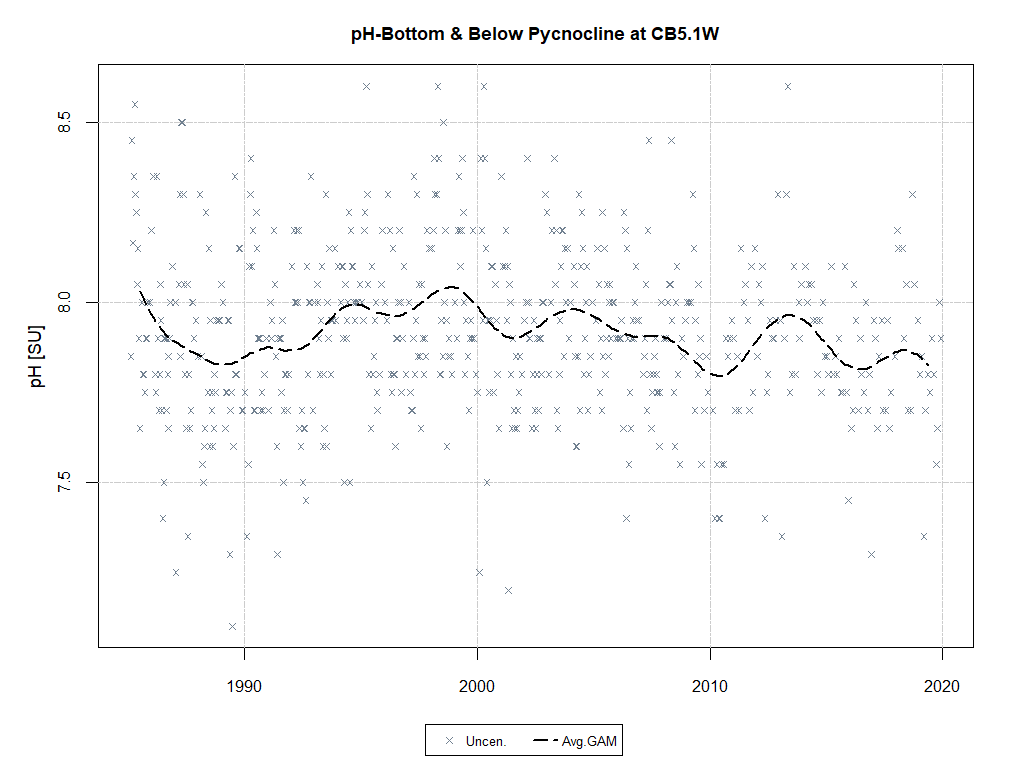 pH-Bottom & Below Pycnocline at CB5.1W
pH [SU]
8.5
8.0
7.5
1990 2000 2010 2020
Uncen. Avg.GAM